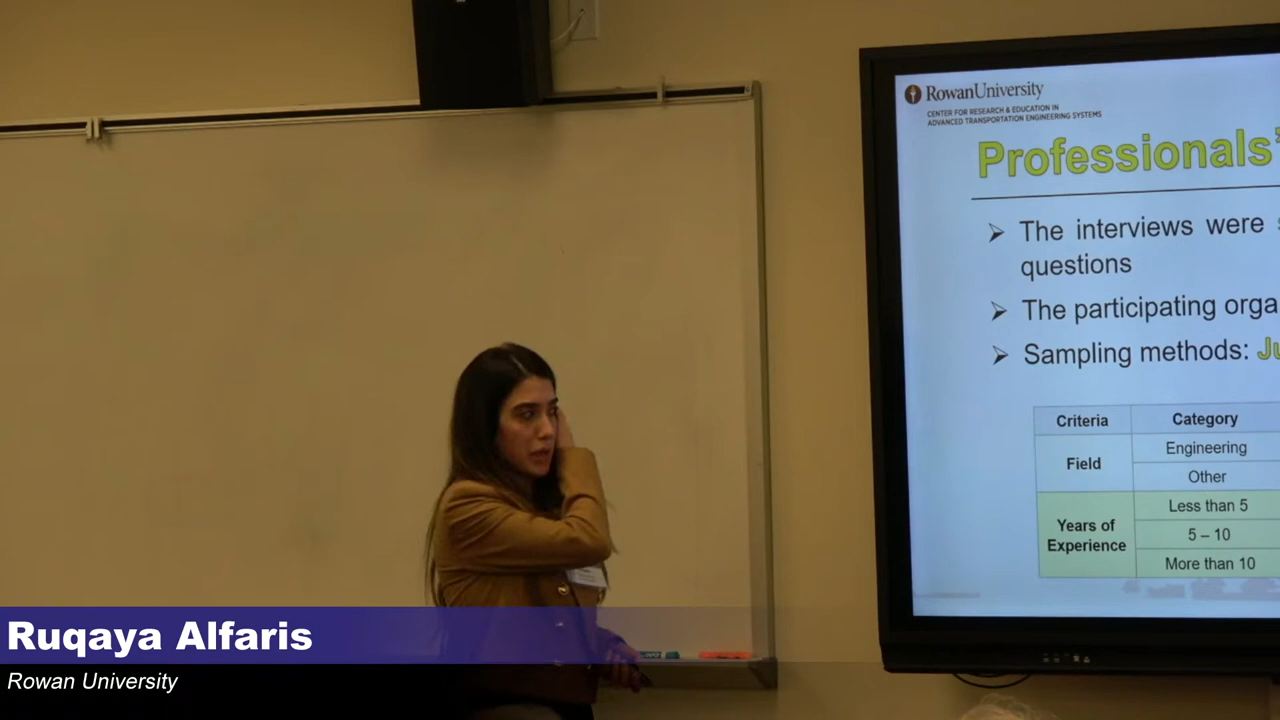 RowanUniversity
CENTER FOR RESEARCH & EDUCATION IN
ADVANCED TRANSPORTATION ENGINEERING SYSTEMS
Professionals'
The interviews were
questions
The participating orga
Sampling methods: Ju
Criteria Category
Field
Engineering
Other
Years of
Experience
Less than 5
5 – 10
More than 10
Ruqaya Alfaris
Rowan University